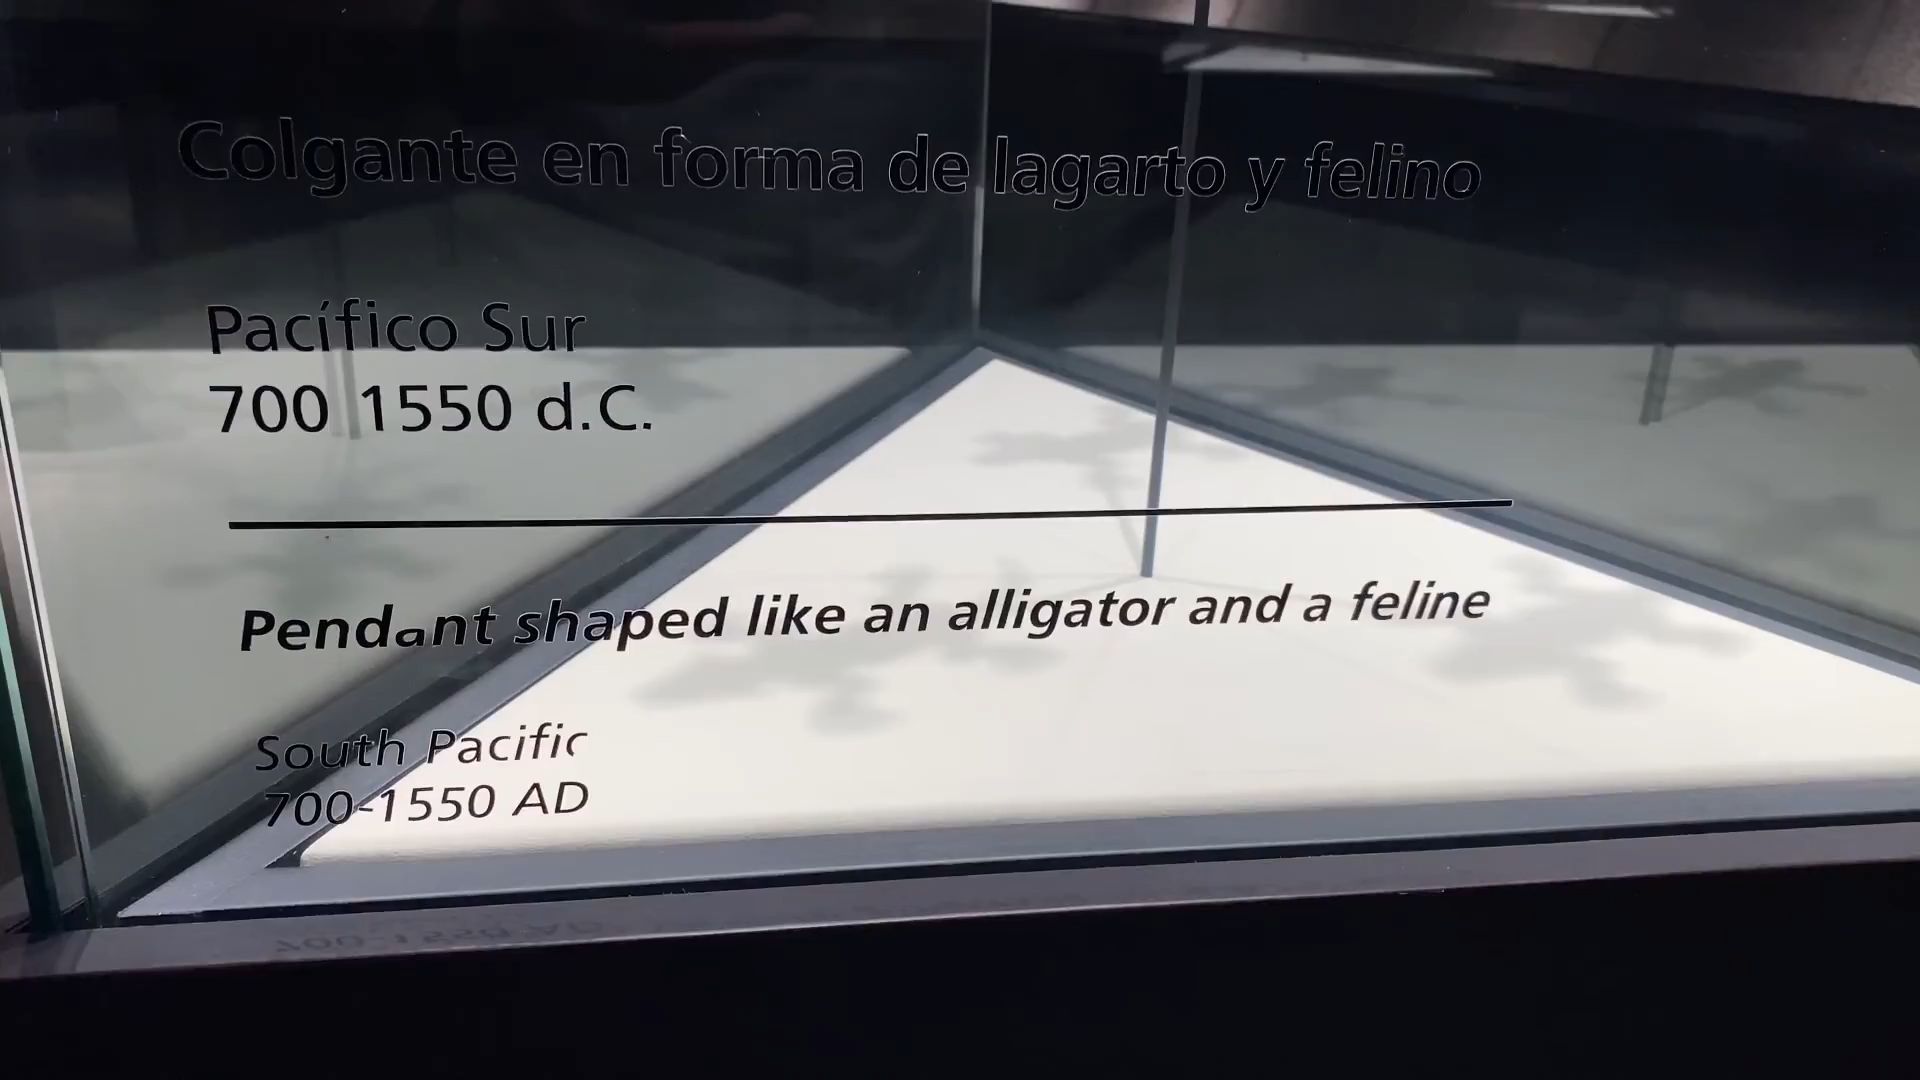 Colgante en forma de lagarto y felino
Pacífico Sur
700 1550 d.C.
Pendant shaped like an alligator and a feline
South Pacific
700-1550 AD